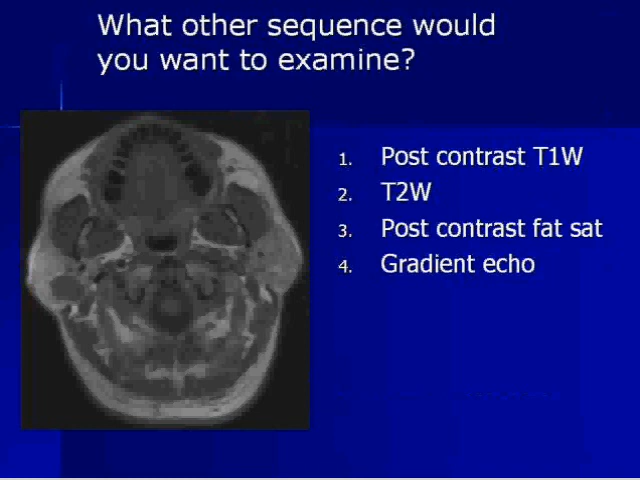 What other sequence would
you want to examine?
1. Post contrast T1W
2. T2W
3. Post contrast fat sat
4. Gradient echo